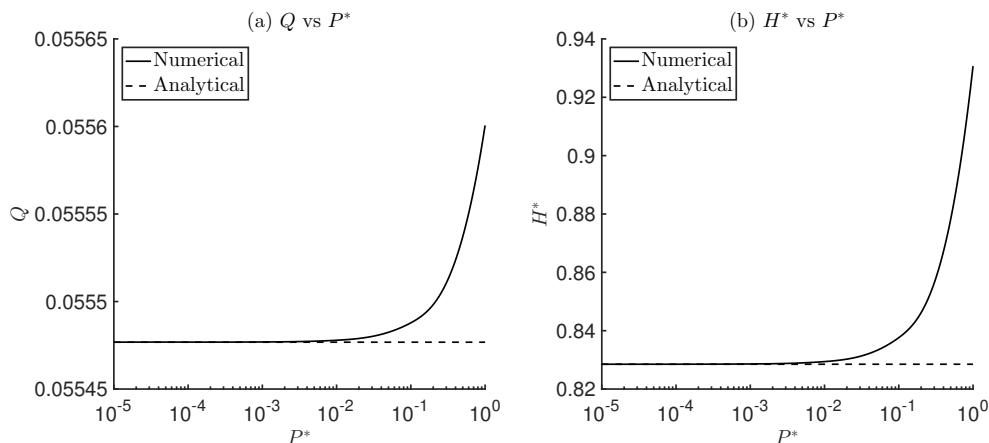 (a) Q vs P*
0.05565
0.0556
0.05555
0.0555
0.05545
Q
Numerical
Analytical
10^-5
10^-4
10^-3
10^-2
10^-1
10^0
P*
(b) H* vs P*
0.94
0.92
0.9
0.88
0.86
0.84
0.82
H*
Numerical
Analytical
10^-5
10^-4
10^-3
10^-2
10^-1
10^0
P*